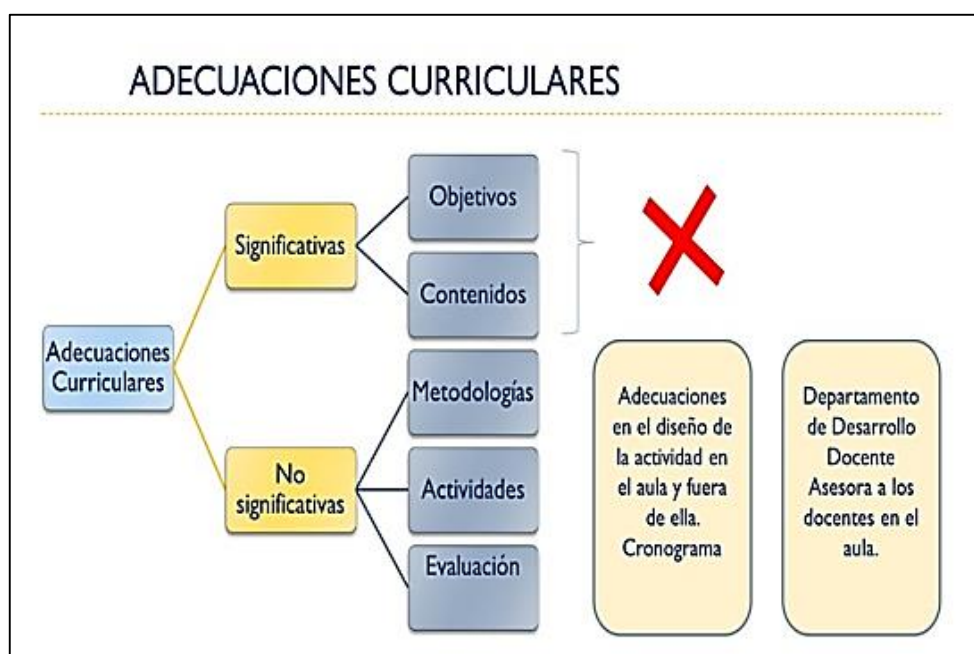 ADECUACIONES CURRICULARES
Adecuaciones
Curriculares
Significativas
Objetivos
Contenidos
No
significativas
Metodologías
Actividades
Evaluación
Adecuaciones
en el diseño de
la actividad en
el aula y fuera
de ella.
Cronograma
Departamento
de Desarrollo
Docente
Asesora a los
docentes en el
aula.